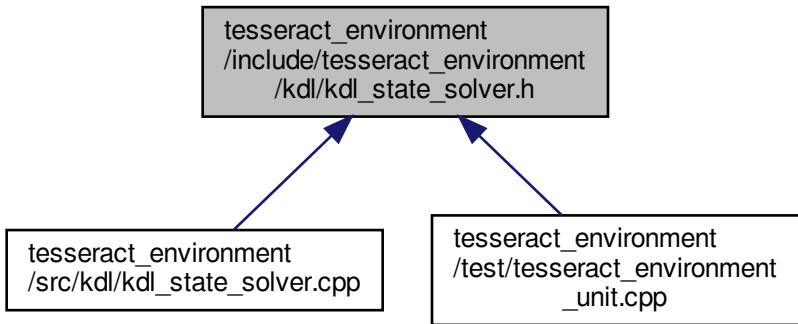 tesseract_environment
/include/tesseract_environment
/kdl/kdl_state_solver.h
tesseract_environment
/src/kdl/kdl_state_solver.cpp
tesseract_environment
/test/tesseract_environment
_unit.cpp